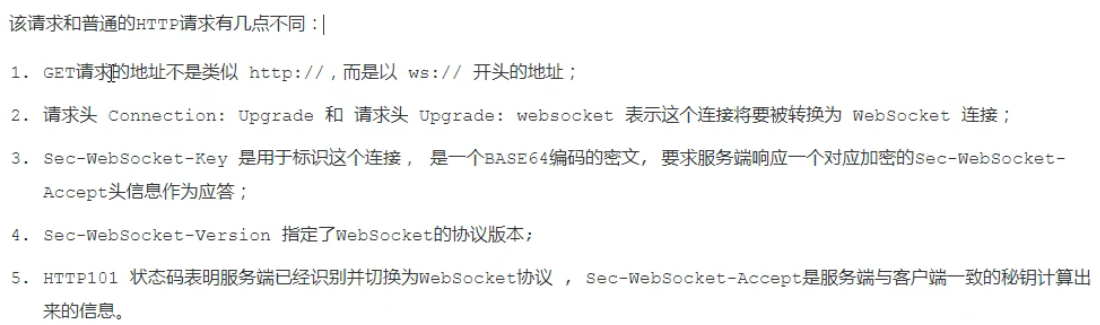 该请求和普通的HTTP请求有几点不同：
1. GET请求的地址不是类似 http://，而是以 ws:// 开头的地址；
2. 请求头 Connection: Upgrade 和 请求头 Upgrade: websocket 表示这个连接将要被转换为 WebSocket 连接；
3. Sec-WebSocket-Key 是用于标识这个连接， 是一个BASE64编码的密文, 要求服务端响应一个对应加密的Sec-WebSocket-
Accept头信息作为应答；
4. Sec-WebSocket-Version 指定了WebSocket的协议版本;
5. HTTP101 状态码表明服务端已经识别并切换为WebSocket协议 , Sec-WebSocket-Accept是服务端与客户端一致的秘钥计算出
来的信息。